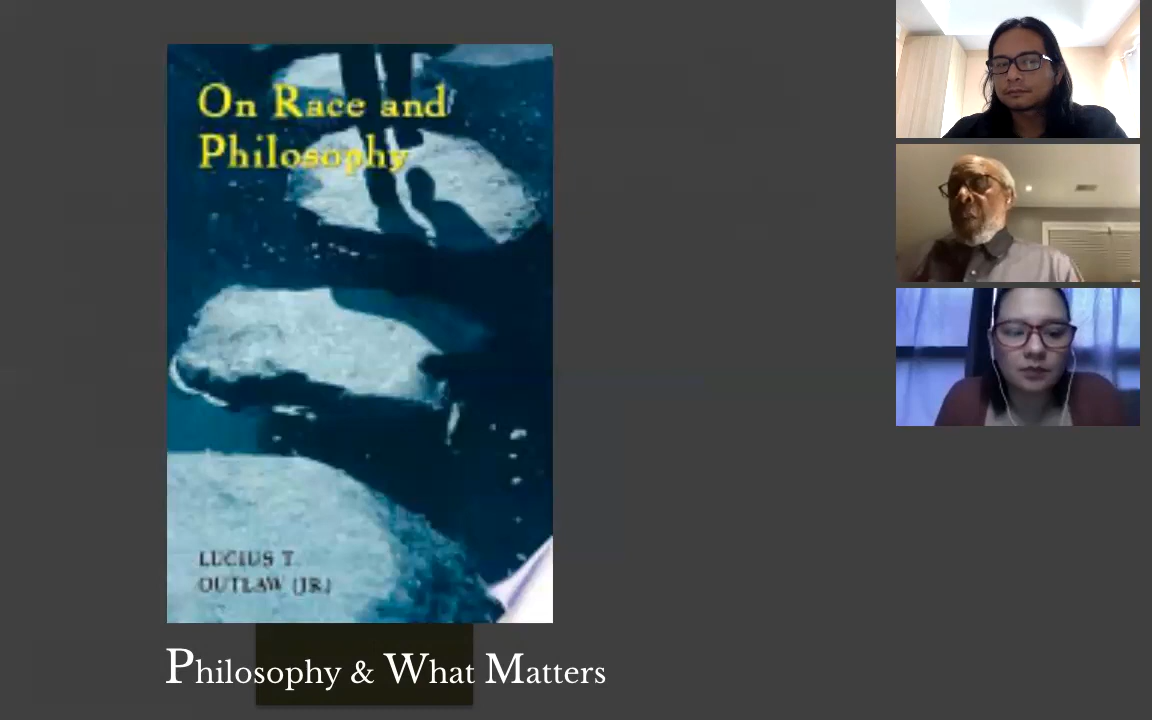 On Race and
Philosophy
LUCIUS T.
OUTLAW (JR.)
Philosophy & What Matters